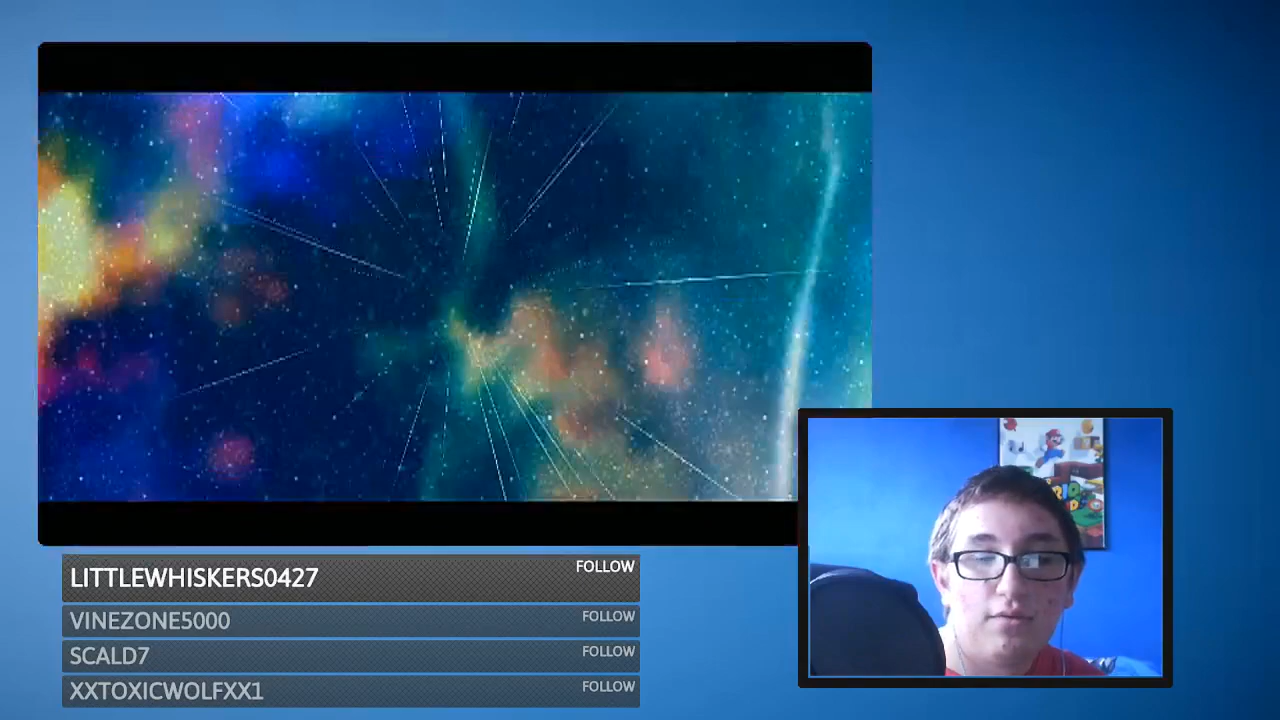 LITTLEWHISKERS0427 FOLLOW
VINEZONE5000 FOLLOW
SCALD7 FOLLOW
XXTOXICWOLFXX1 FOLLOW